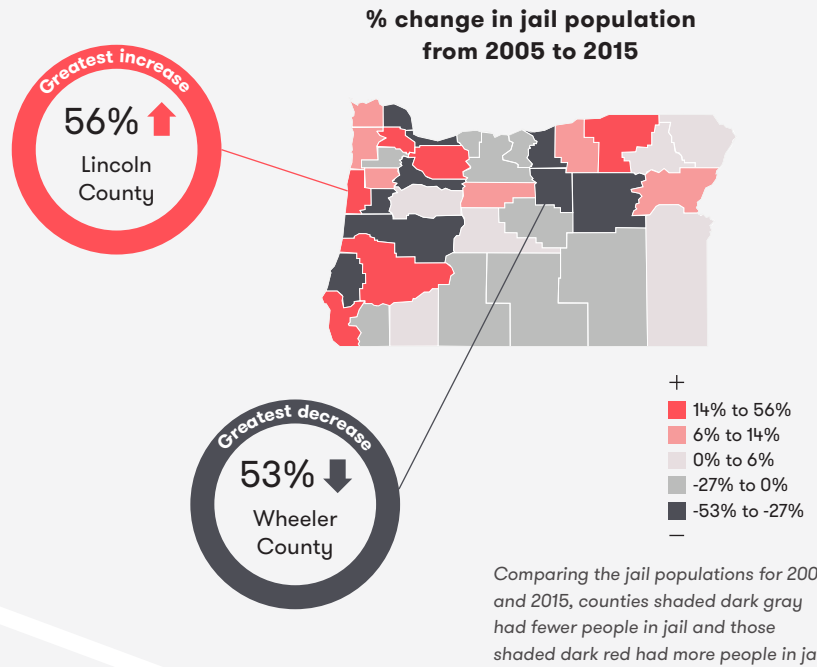 % change in jail population
from 2005 to 2015
Greatest increase
56%
Lincoln
County
Greatest decrease
53%
Wheeler
County
+
14% to 56%
6% to 14%
0% to 6%
-27% to 0%
-53% to -27%
–
Comparing the jail populations for
and 2015, counties shaded dark gray
had fewer people in jail and those
shaded dark red had more people in